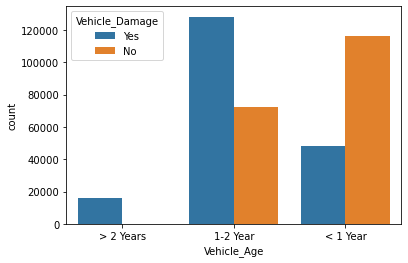 Vehicle_Damage
Yes
No
120000
100000
80000
60000
40000
20000
0
count
> 2 Years
1-2 Year
< 1 Year
Vehicle_Age